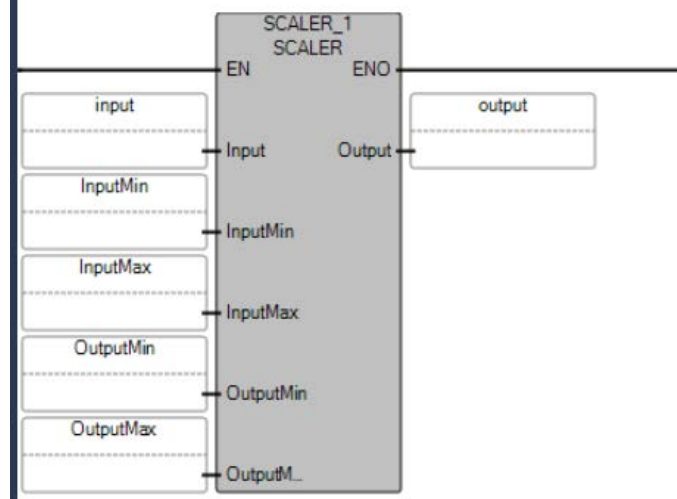 SCALER_1
SCALER
EN ENO
input output
Input Output
InputMin
InputMin
InputMax
InputMax
OutputMin
OutputMin
OutputMax
OutputM...